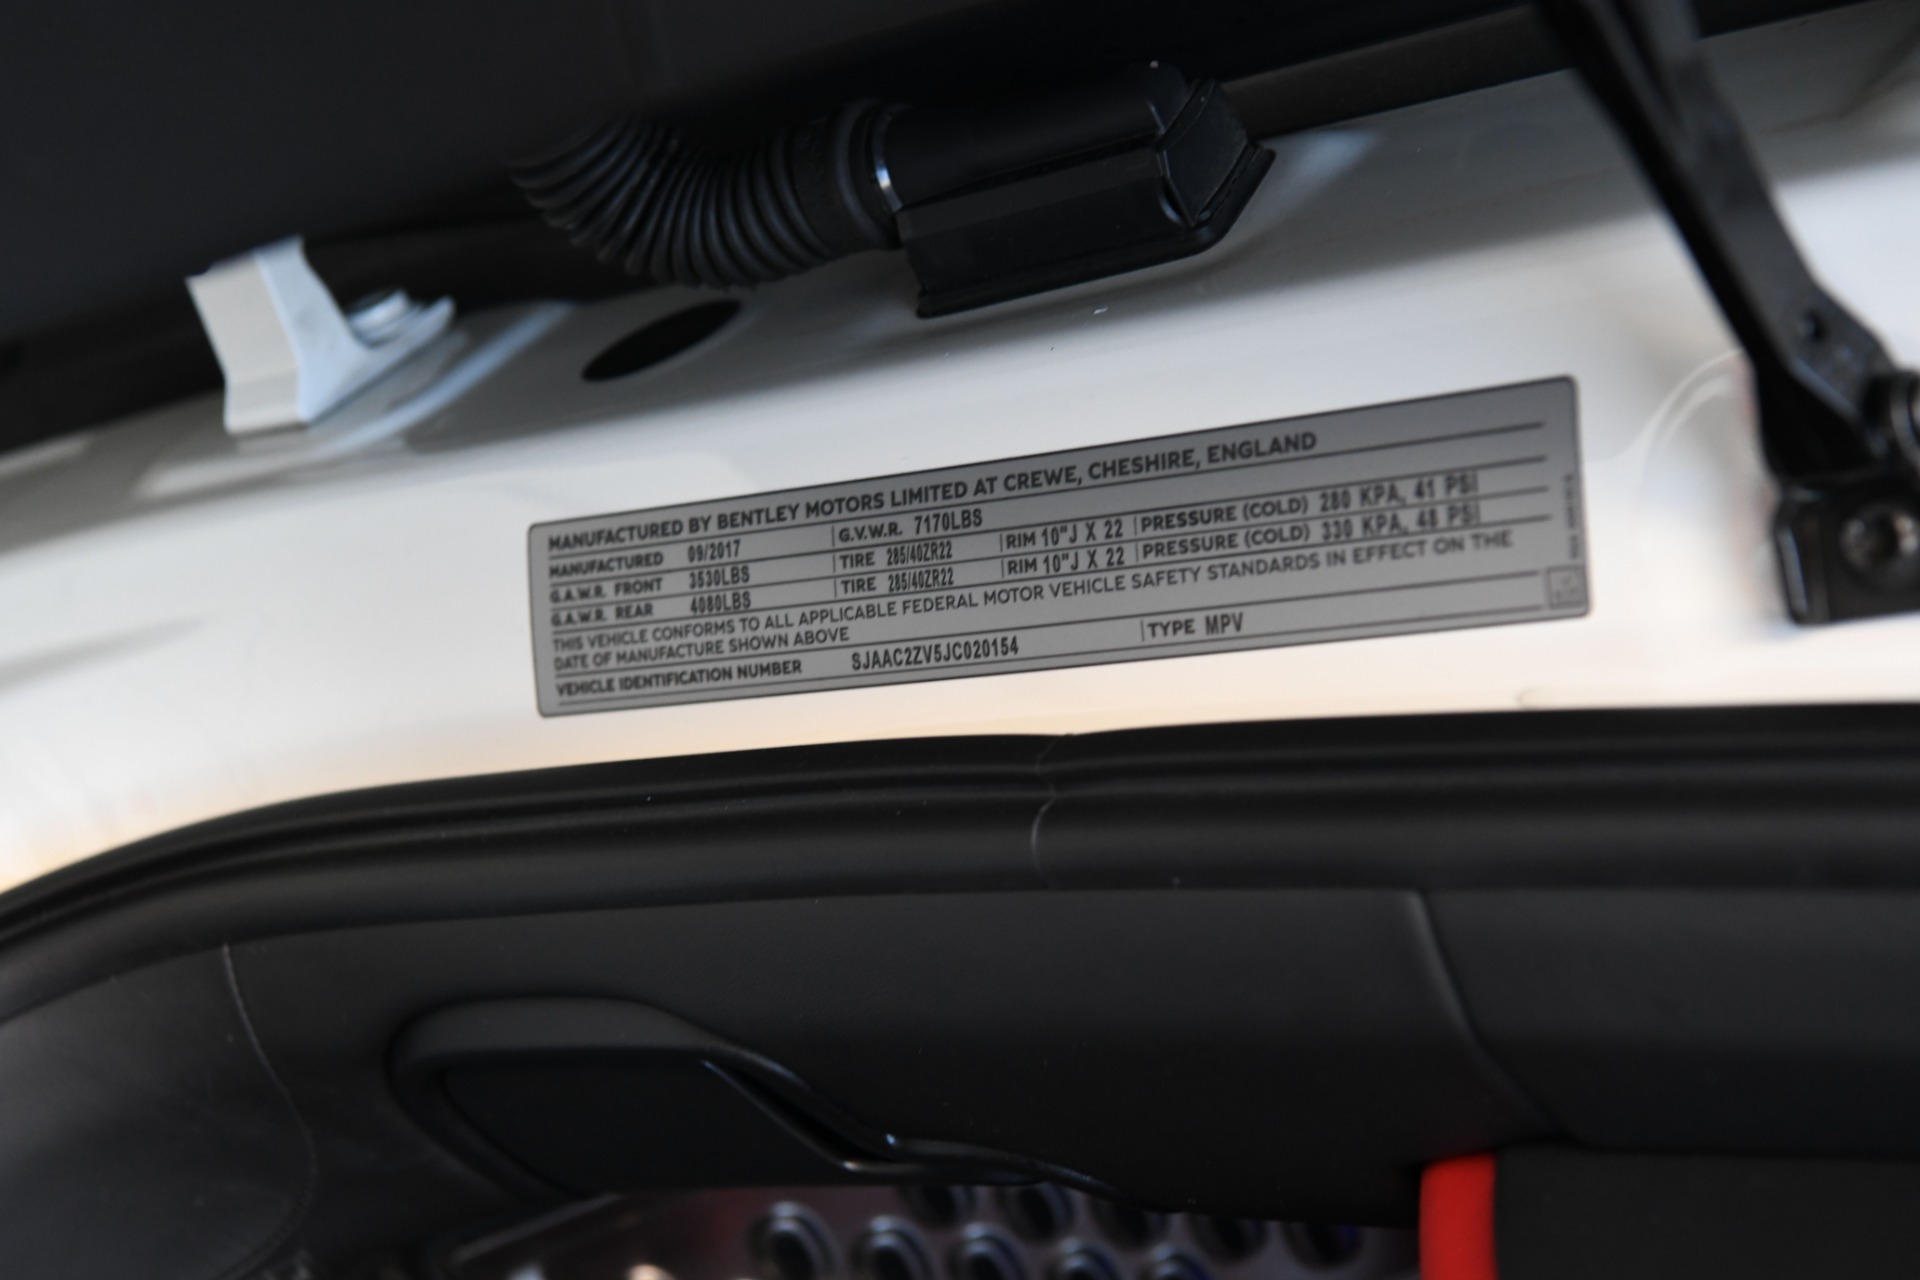 MANUFACTURED BY BENTLEY MOTORS LIMITED AT CREWE, CHESHIRE, ENGLAND
MANUFACTURED 09/2017 G.V.W.R. 7170LBS
G.A.W.R. FRONT 3530LBS TIRE 285/40ZR22 RIM 10"J X 22 PRESSURE (COLD) 280 KPA, 41 PSI
G.A.W.R. REAR 4080LBS TIRE 285/40ZR22 RIM 10"J X 22 PRESSURE (COLD) 330 KPA, 48 PSI
THIS VEHICLE CONFORMS TO ALL APPLICABLE FEDERAL MOTOR VEHICLE SAFETY STANDARDS IN EFFECT ON THE
DATE OF MANUFACTURE SHOWN ABOVE
VEHICLE IDENTIFICATION NUMBER SJAAC2ZV5JC020154 TYPE MPV